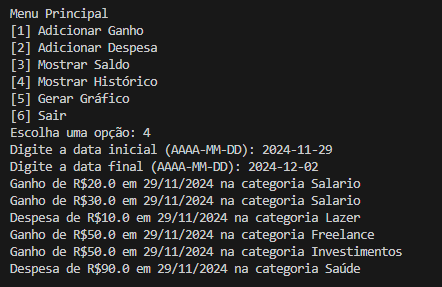 Menu Principal
[1] Adicionar Ganho
[2] Adicionar Despesa
[3] Mostrar Saldo
[4] Mostrar Histórico
[5] Gerar Gráfico
[6] Sair
Escolha uma opção: 4
Digite a data inicial (AAAA-MM-DD): 2024-11-29
Digite a data final (AAAA-MM-DD): 2024-12-02
Ganho de R$20.0 em 29/11/2024 na categoria Salario
Ganho de R$30.0 em 29/11/2024 na categoria Salario
Despesa de R$10.0 em 29/11/2024 na categoria Lazer
Ganho de R$50.0 em 29/11/2024 na categoria Freelance
Ganho de R$50.0 em 29/11/2024 na categoria Investimentos
Despesa de R$90.0 em 29/11/2024 na categoria Saúde